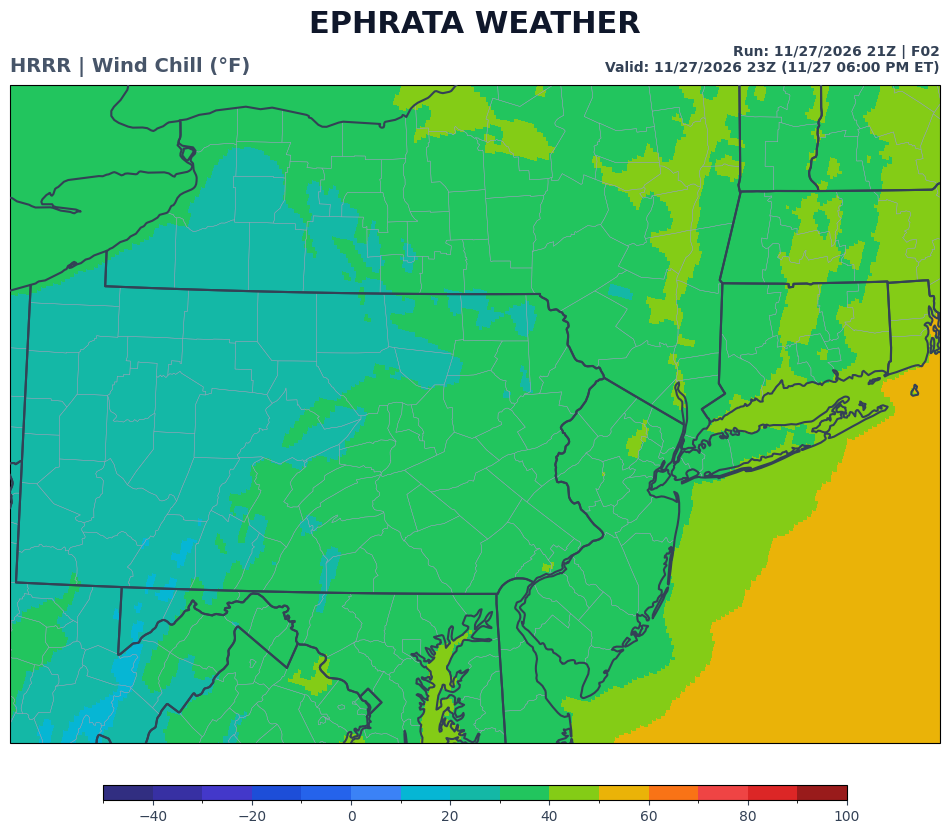 EPHRATA WEATHER
HRRR | Wind Chill (°F)
Run: 11/27/2026 21Z | F02
Valid: 11/27/2026 23Z (11/27 06:00 PM ET)
−40 −20 0 20 40 60 80 100